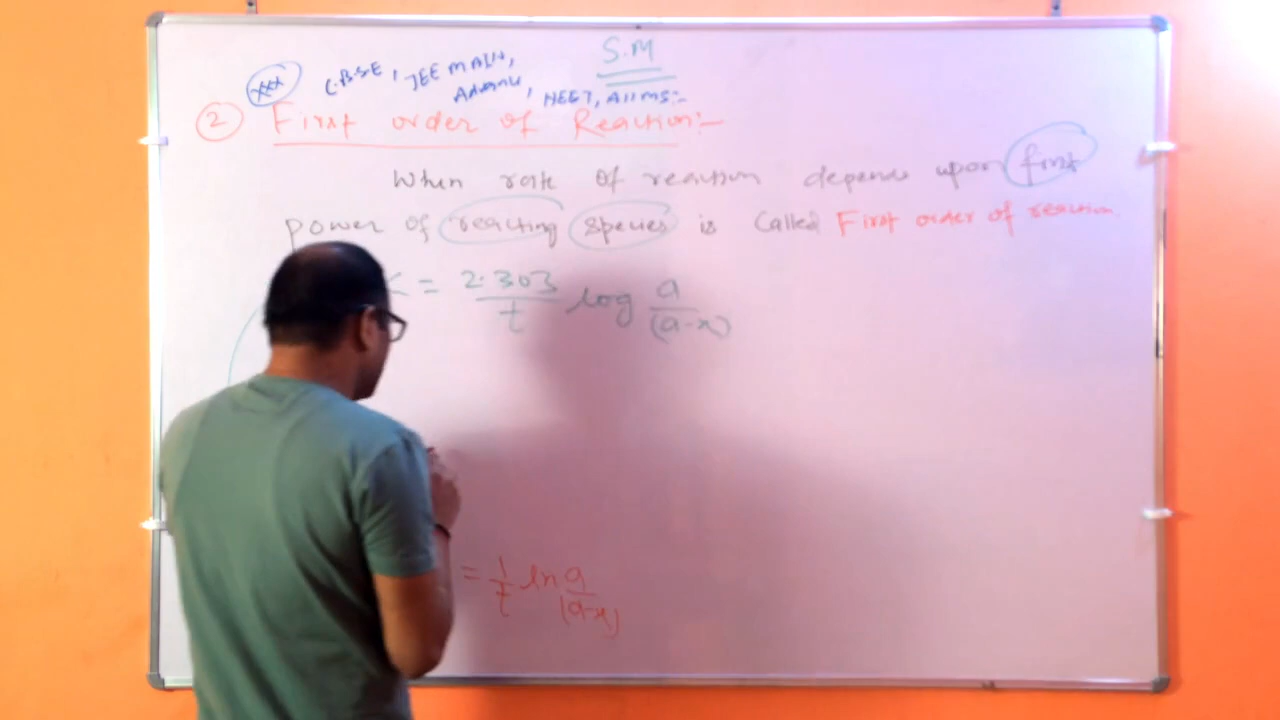 S.M
xxx CBSE, JEE MAIN,
Advance, NEET, AIIMS:-
② First order of Reaction:-
When rate of reaction depends upon first
power of reacting species is Called First order of reaction.
K = 2.303/t log a/(a-x)
= 1/t ln a/(a-x)